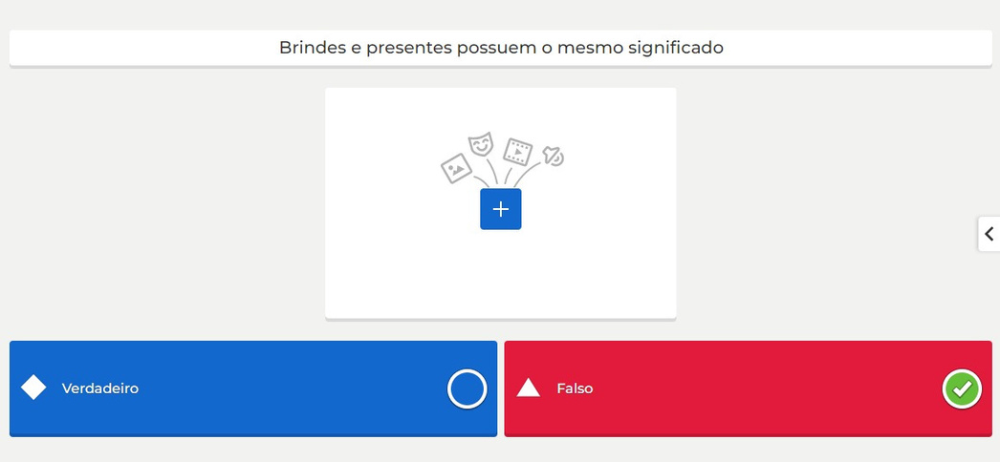 Brindes e presentes possuem o mesmo significado
Verdadeiro
Falso